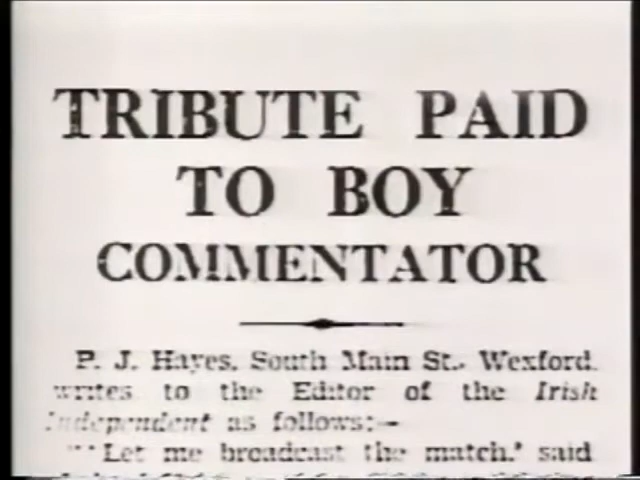 TRIBUTE PAID
TO BOY
COMMENTATOR
P. J. Hayes, South Main St., Wexford,
writes to the Editor of the Irish
Independent as follows:—
"'Let me broadcast the match,' said